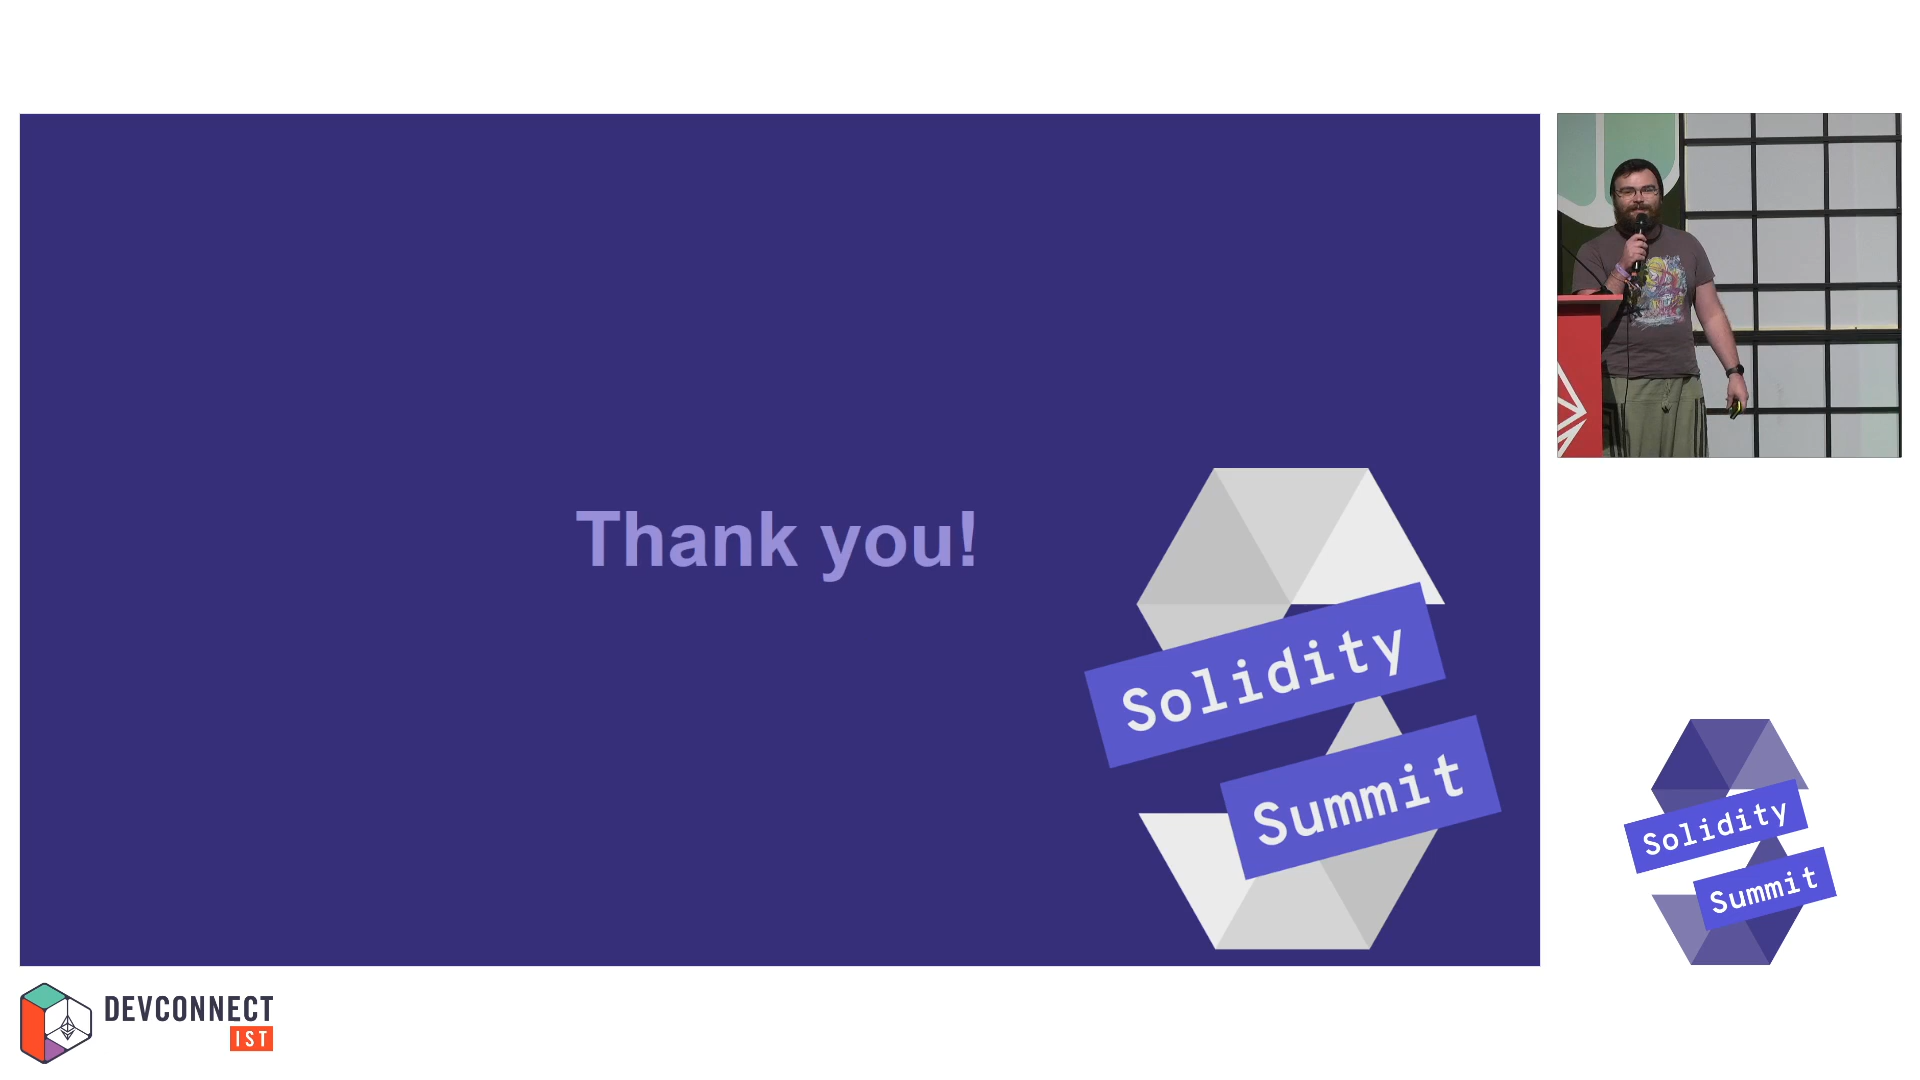 Thank you!
Solidity
Summit
Solidity
Summit
DEVCONNECT
IST